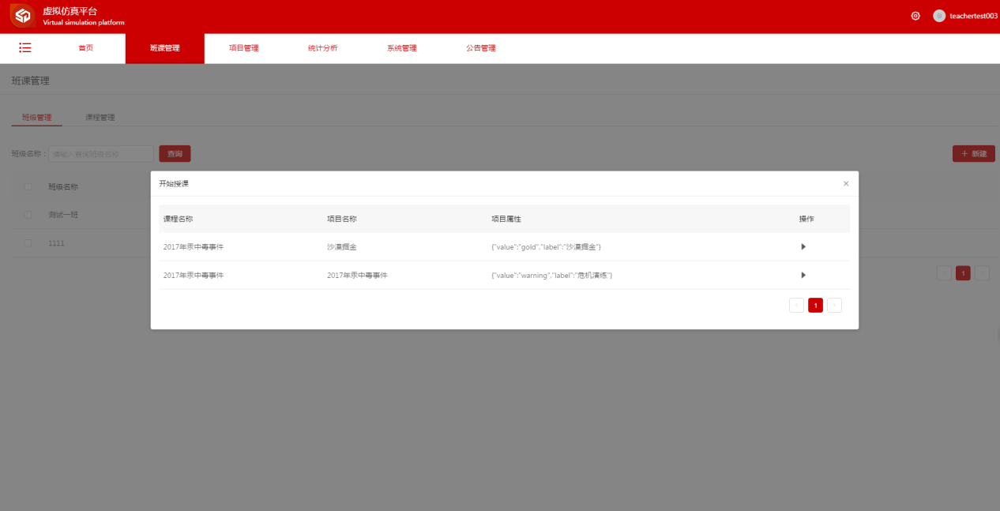 虚拟仿真平台
Virtual simulation platform
teachertest003
首页 班课管理 项目管理 统计分析 系统管理 公告管理
班课管理
班级管理 课程管理
班级名称： 请输入查询班级名称 查询 + 新建
班级名称
测试一班
1111
1
开始授课 ×
课程名称 项目名称 项目属性 操作
2017年汞中毒事件 沙漠掘金 {"value":"gold","label":"沙漠掘金"}
2017年汞中毒事件 2017年汞中毒事件 {"value":"warning","label":"危机演练"}
1